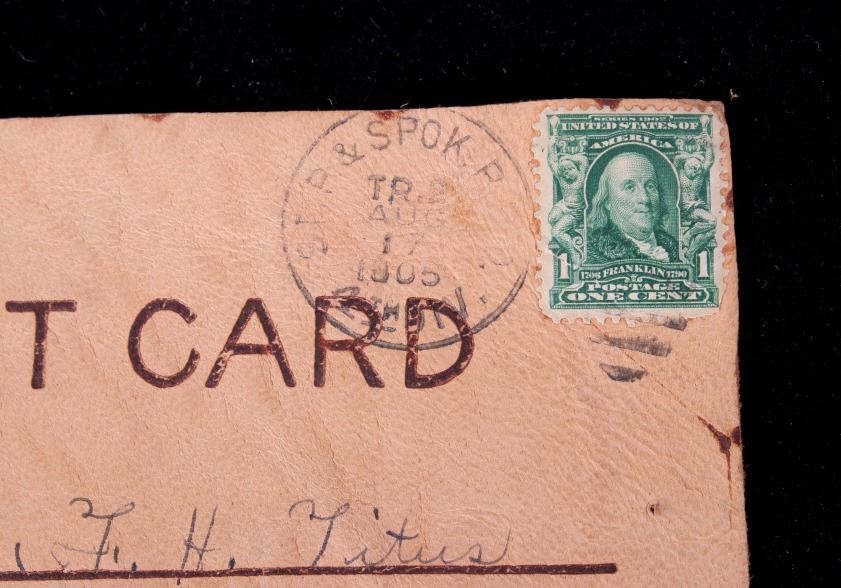 ST.P. & SPOK. R.P.O.
TR. 2
AUG
17
1905
SERIES 1902
UNITED STATES OF
AMERICA
1 1
1706 FRANKLIN 1790
POSTAGE
ONE CENT
T CARD
F. H. Titus